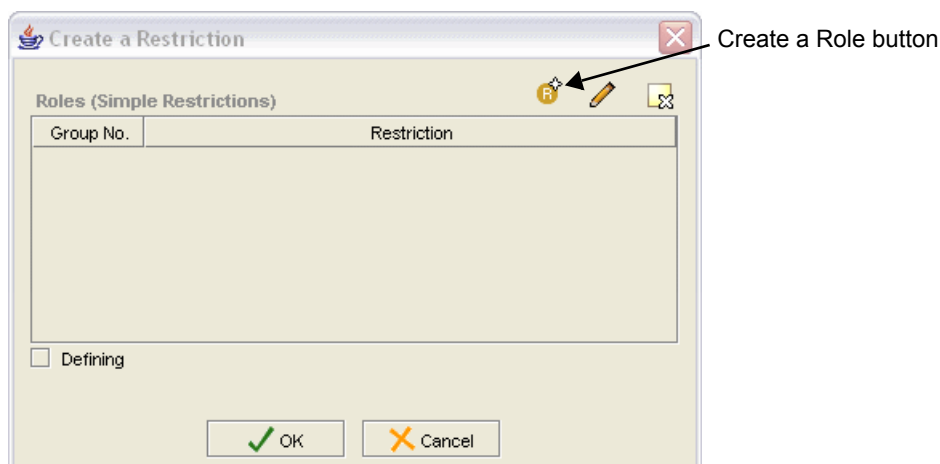 Create a Restriction
Create a Role button
Roles (Simple Restrictions)
R
Group No. Restriction
Defining
OK Cancel